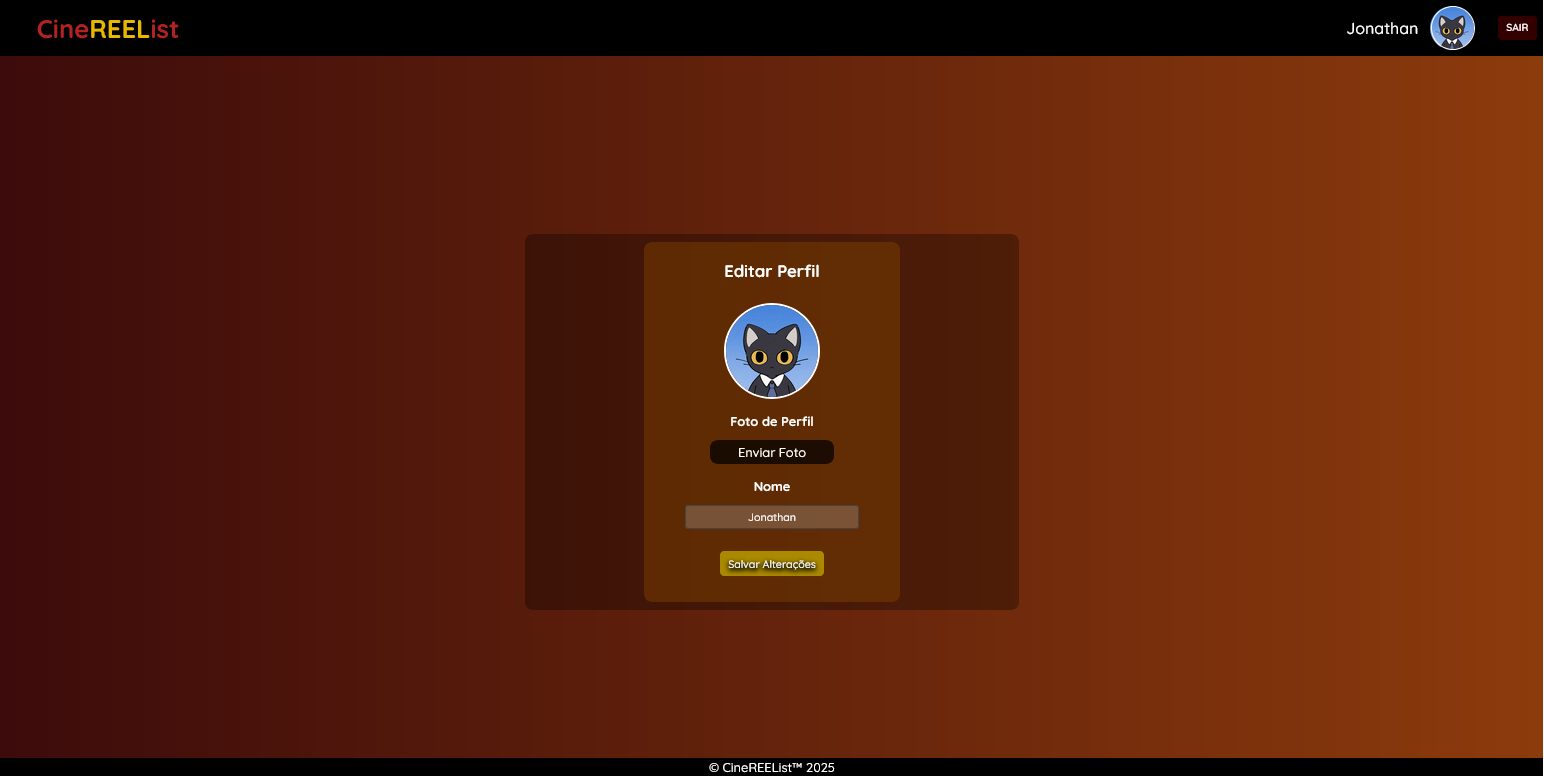 CineREEList
Jonathan
SAIR
Editar Perfil
Foto de Perfil
Enviar Foto
Nome
Jonathan
Salvar Alterações
© CineREEList™ 2025